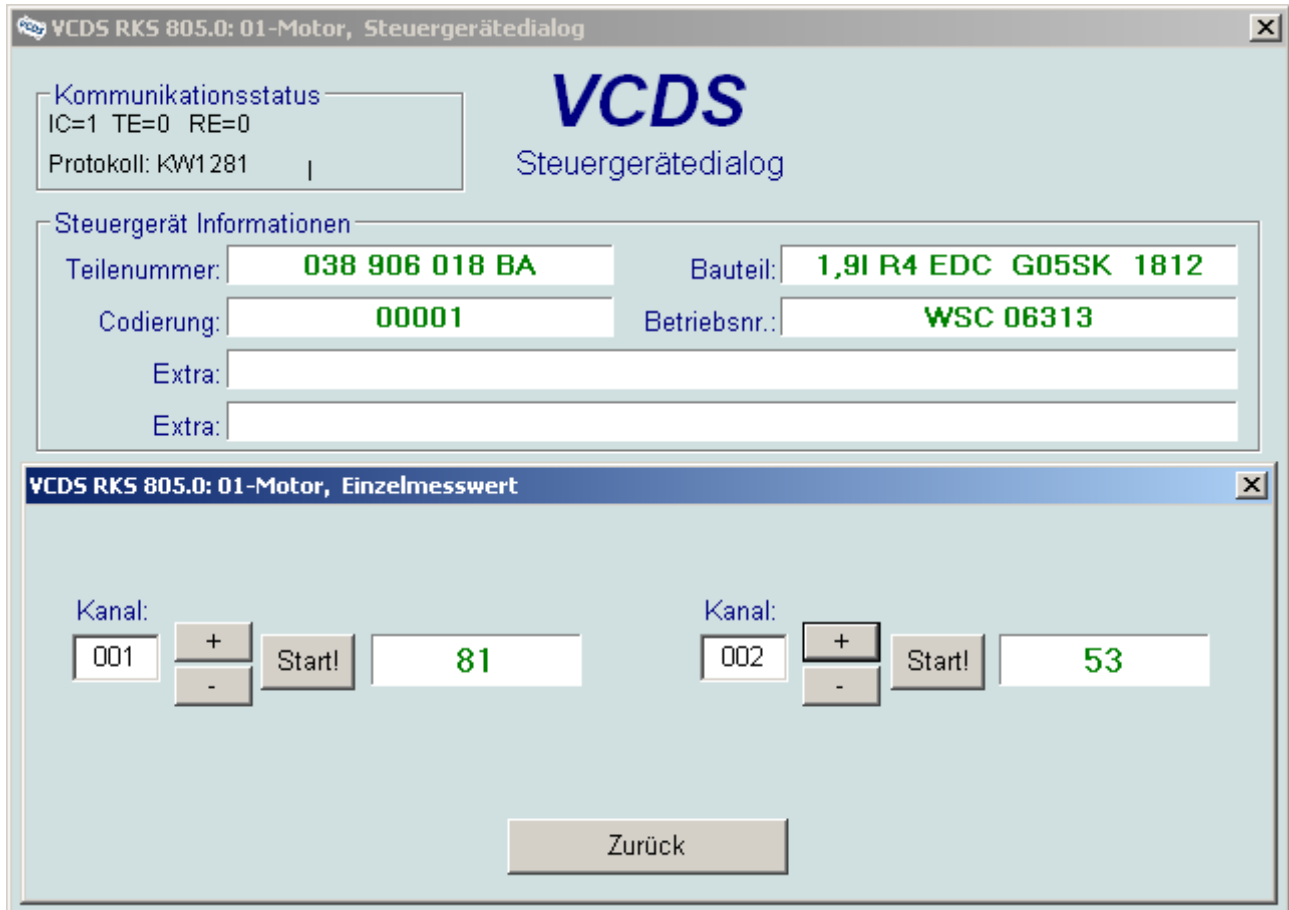 VCDS RKS 805.0: 01-Motor, Steuergerätedialog
Kommunikationsstatus
IC=1 TE=0 RE=0
Protokoll: KW1281
VCDS
Steuergerätedialog
Steuergerät Informationen
Teilenummer: 038 906 018 BA
Bauteil: 1,9l R4 EDC G05SK 1812
Codierung: 00001
Betriebsnr.: WSC 06313
Extra:
Extra:
VCDS RKS 805.0: 01-Motor, Einzelmesswert
Kanal:
001 + - Start! 81
Kanal:
002 + - Start! 53
Zurück